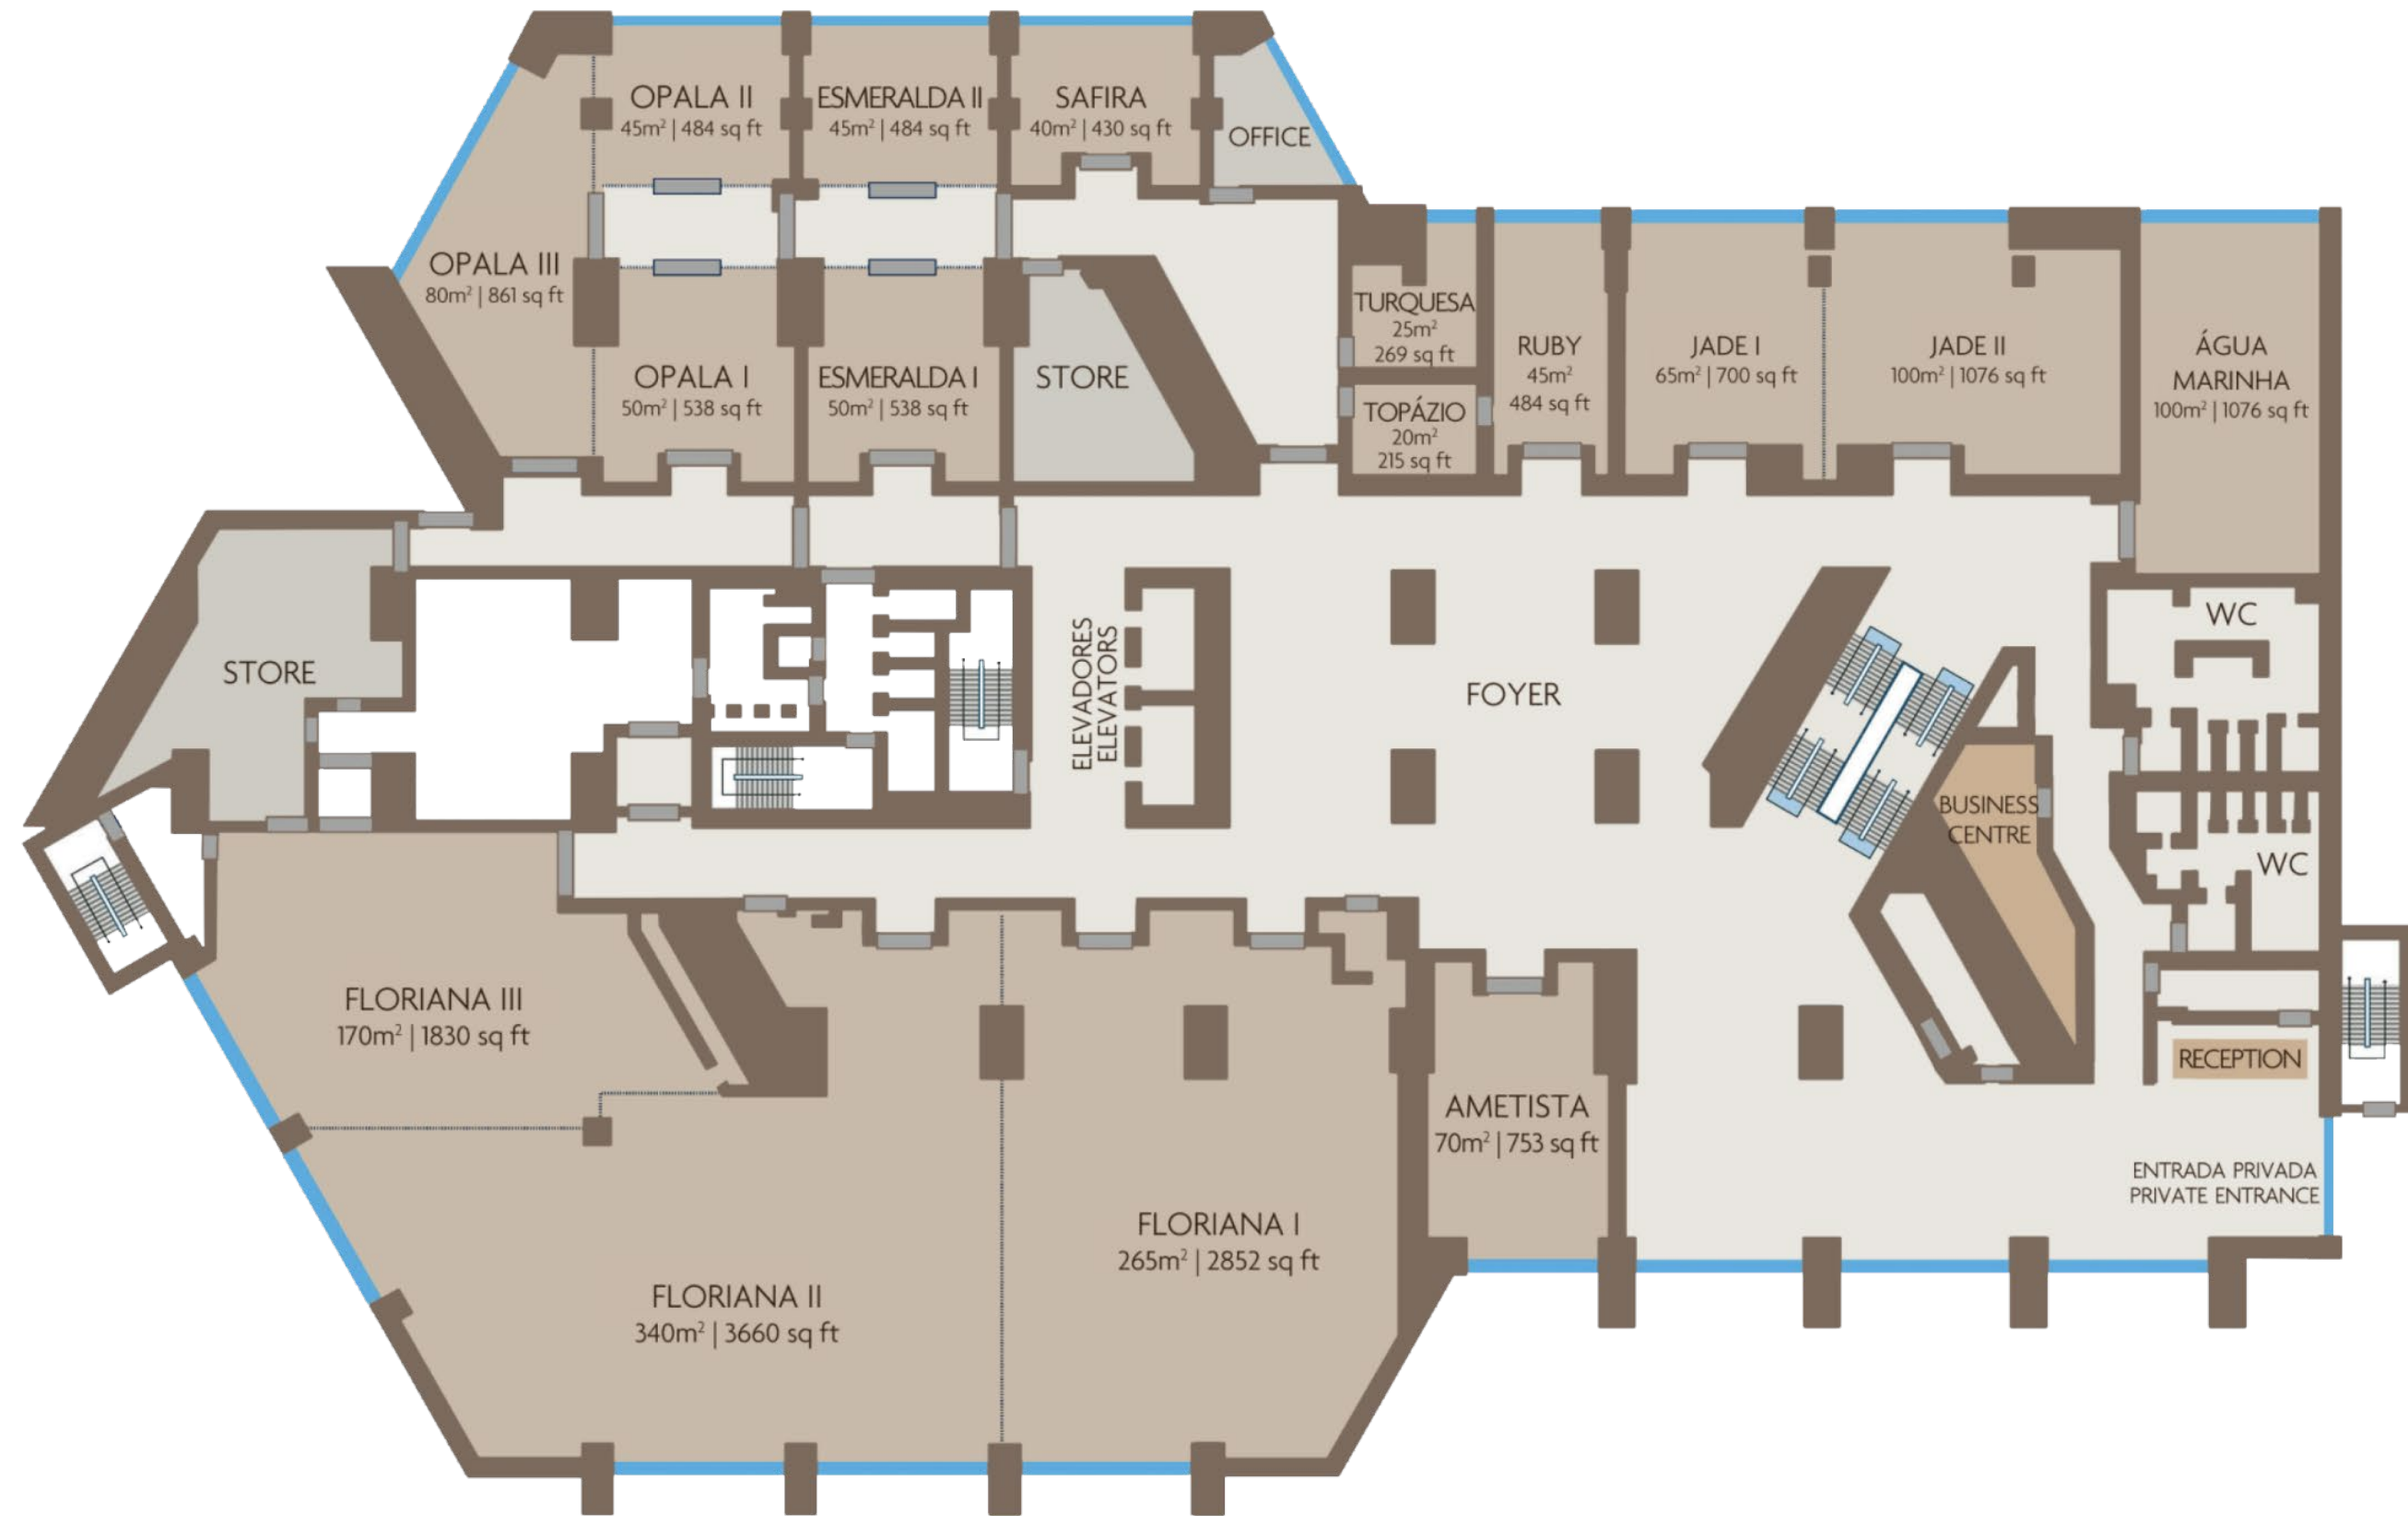 OPALA II
45m² | 484 sq ft
ESMERALDA II
45m² | 484 sq ft
SAFIRA
40m² | 430 sq ft
OFFICE
OPALA III
80m² | 861 sq ft
TURQUESA
25m²
269 sq ft
RUBY
45m²
484 sq ft
JADE I
65m² | 700 sq ft
JADE II
100m² | 1076 sq ft
ÁGUA
MARINHA
100m² | 1076 sq ft
OPALA I
50m² | 538 sq ft
ESMERALDA I
50m² | 538 sq ft
STORE
TOPÁZIO
20m²
215 sq ft
STORE
ELEVADORES
ELEVATORS
FOYER
WC
BUSINESS
CENTRE
WC
FLORIANA III
170m² | 1830 sq ft
RECEPTION
AMETISTA
70m² | 753 sq ft
ENTRADA PRIVADA
PRIVATE ENTRANCE
FLORIANA I
265m² | 2852 sq ft
FLORIANA II
340m² | 3660 sq ft